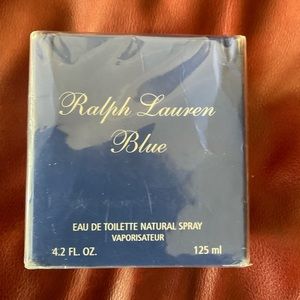 Ralph Lauren
Blue
EAU DE TOILETTE NATURAL SPRAY
VAPORISATEUR
4.2 FL. OZ. 125 ml